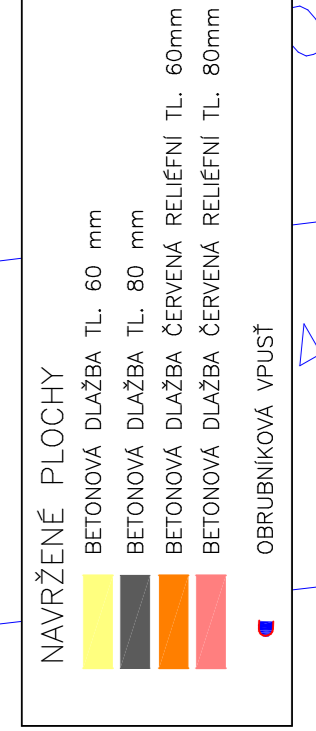 NAVRŽENÉ PLOCHY
BETONOVÁ DLAŽBA TL. 60 mm
BETONOVÁ DLAŽBA TL. 80 mm
BETONOVÁ DLAŽBA ČERVENÁ RELIÉFNÍ TL. 60mm
BETONOVÁ DLAŽBA ČERVENÁ RELIÉFNÍ TL. 80mm
OBRUBNÍKOVÁ VPUSŤ